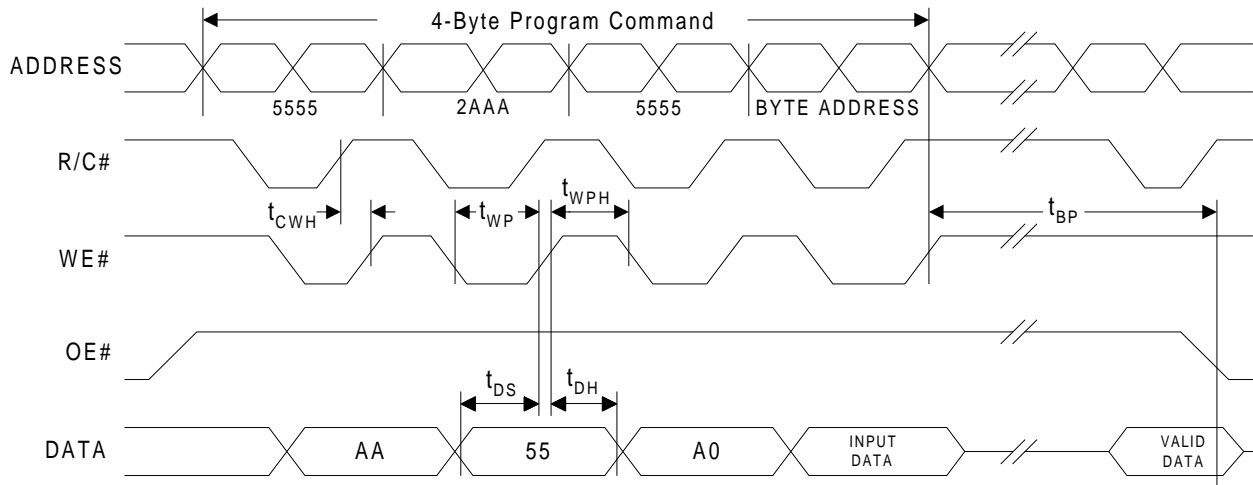 4-Byte Program Command
ADDRESS
5555
2AAA
5555
BYTE ADDRESS
R/C#
tCWH
tWP
tWPH
tBP
WE#
OE#
tDS
tDH
DATA
AA
55
A0
INPUT
DATA
VALID
DATA